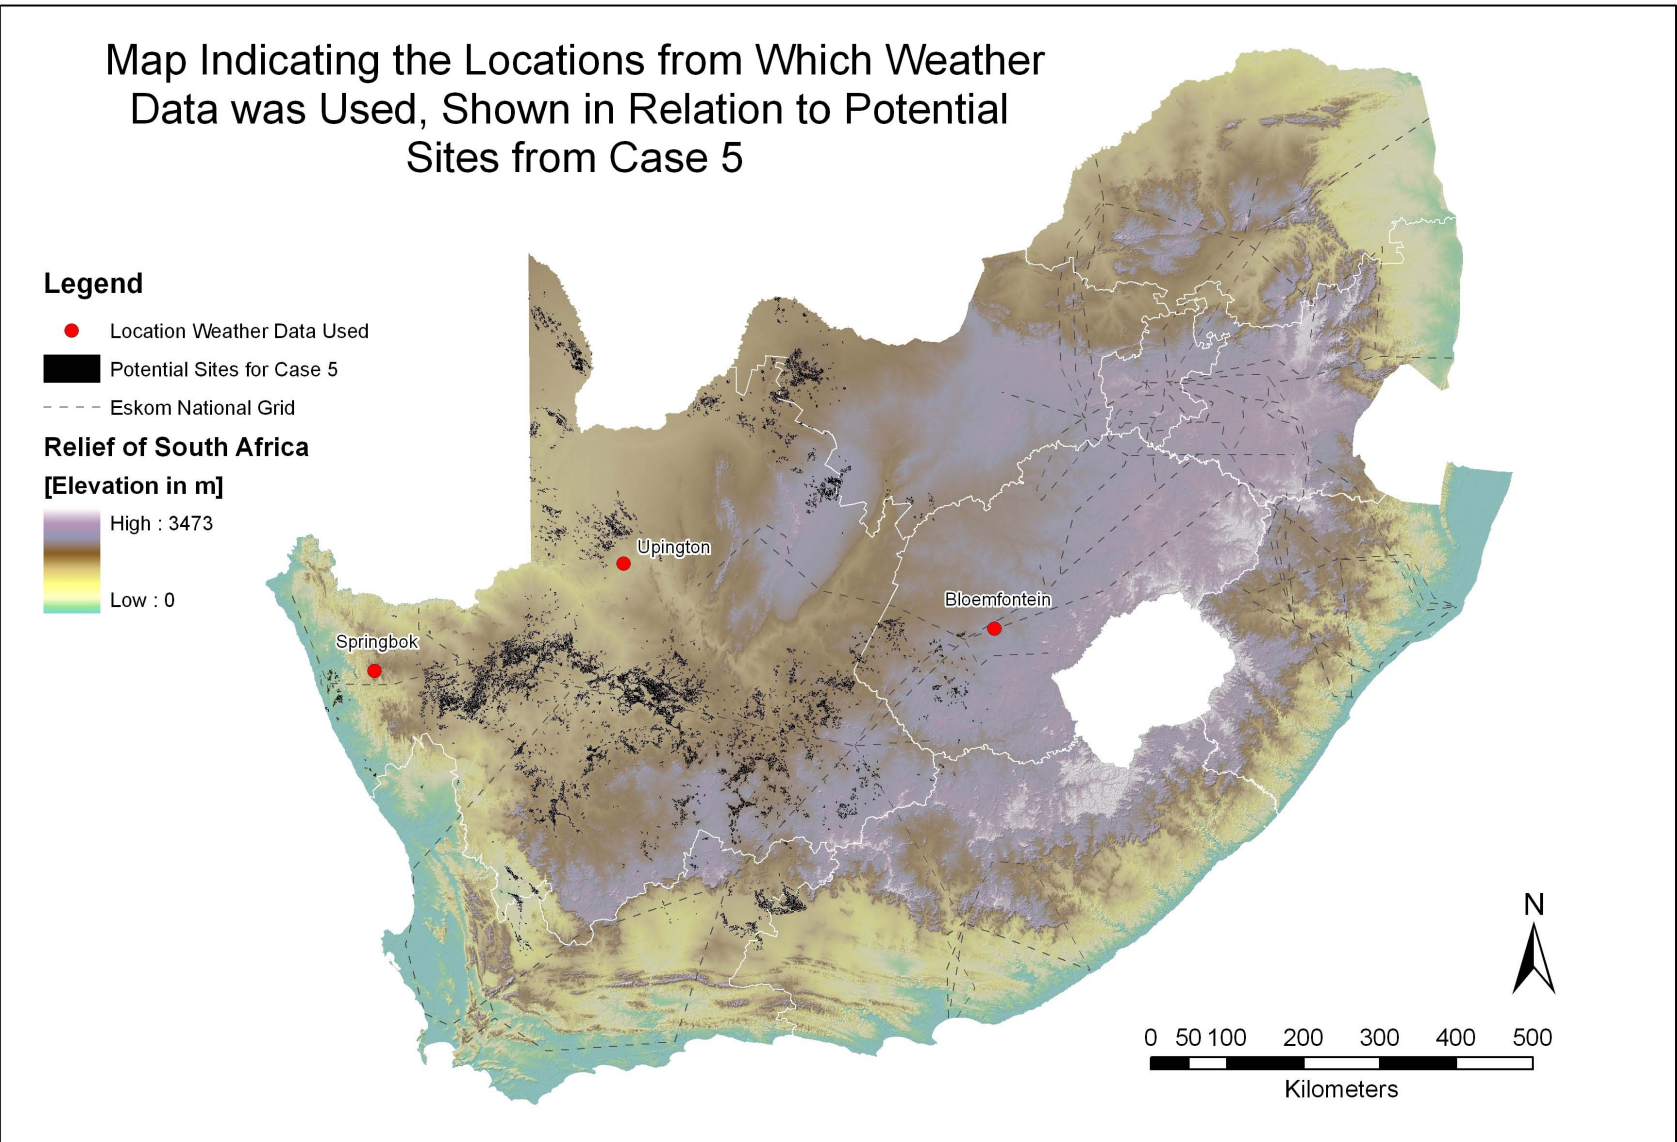 Map Indicating the Locations from Which Weather
Data was Used, Shown in Relation to Potential
Sites from Case 5
Legend
Location Weather Data Used
Potential Sites for Case 5
Eskom National Grid
Relief of South Africa
[Elevation in m]
High : 3473
Low : 0
Upington
Bloemfontein
Springbok
N
0 50 100 200 300 400 500
Kilometers